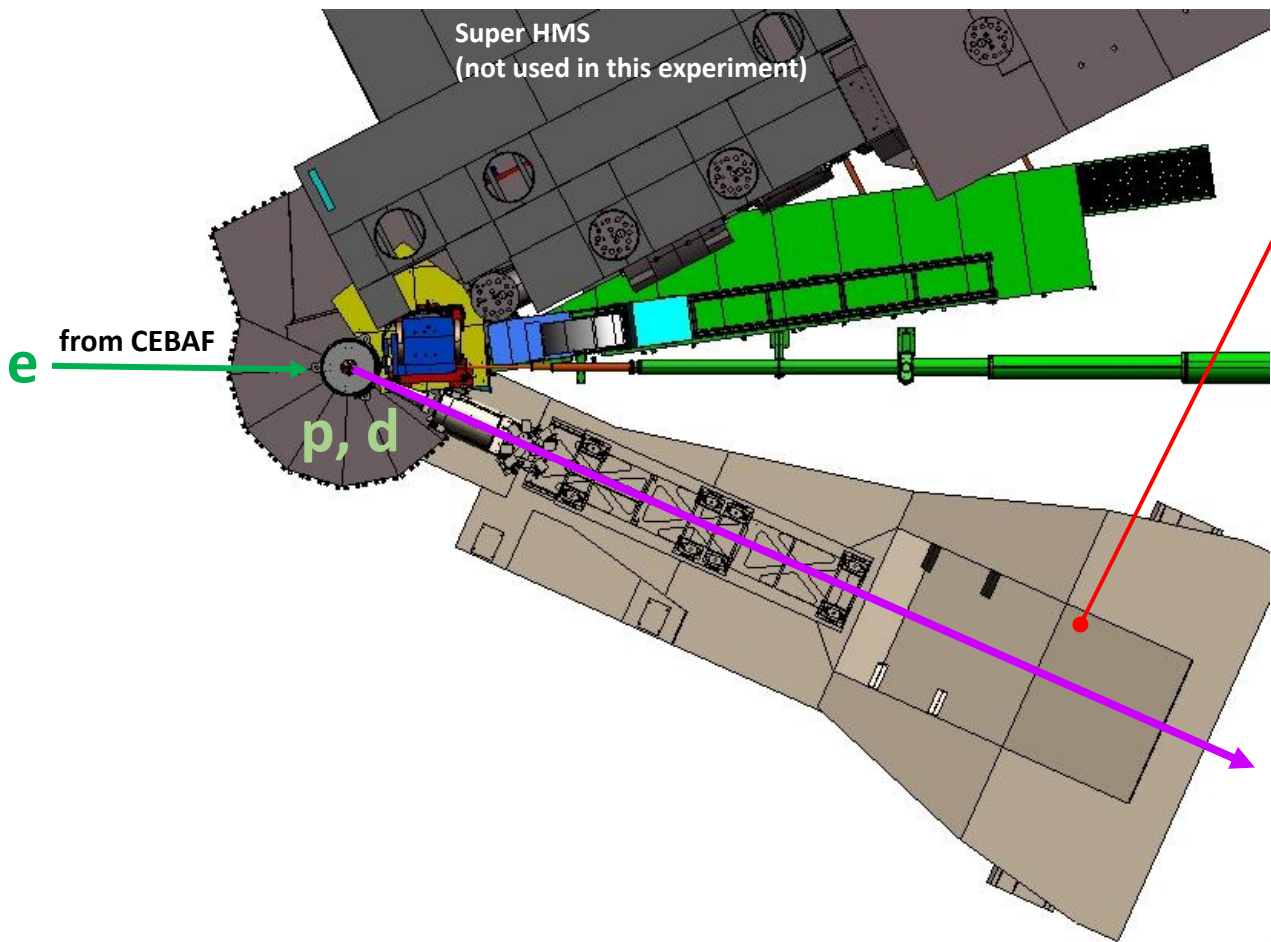 Super HMS
(not used in this experiment)
from CEBAF
e
p, d